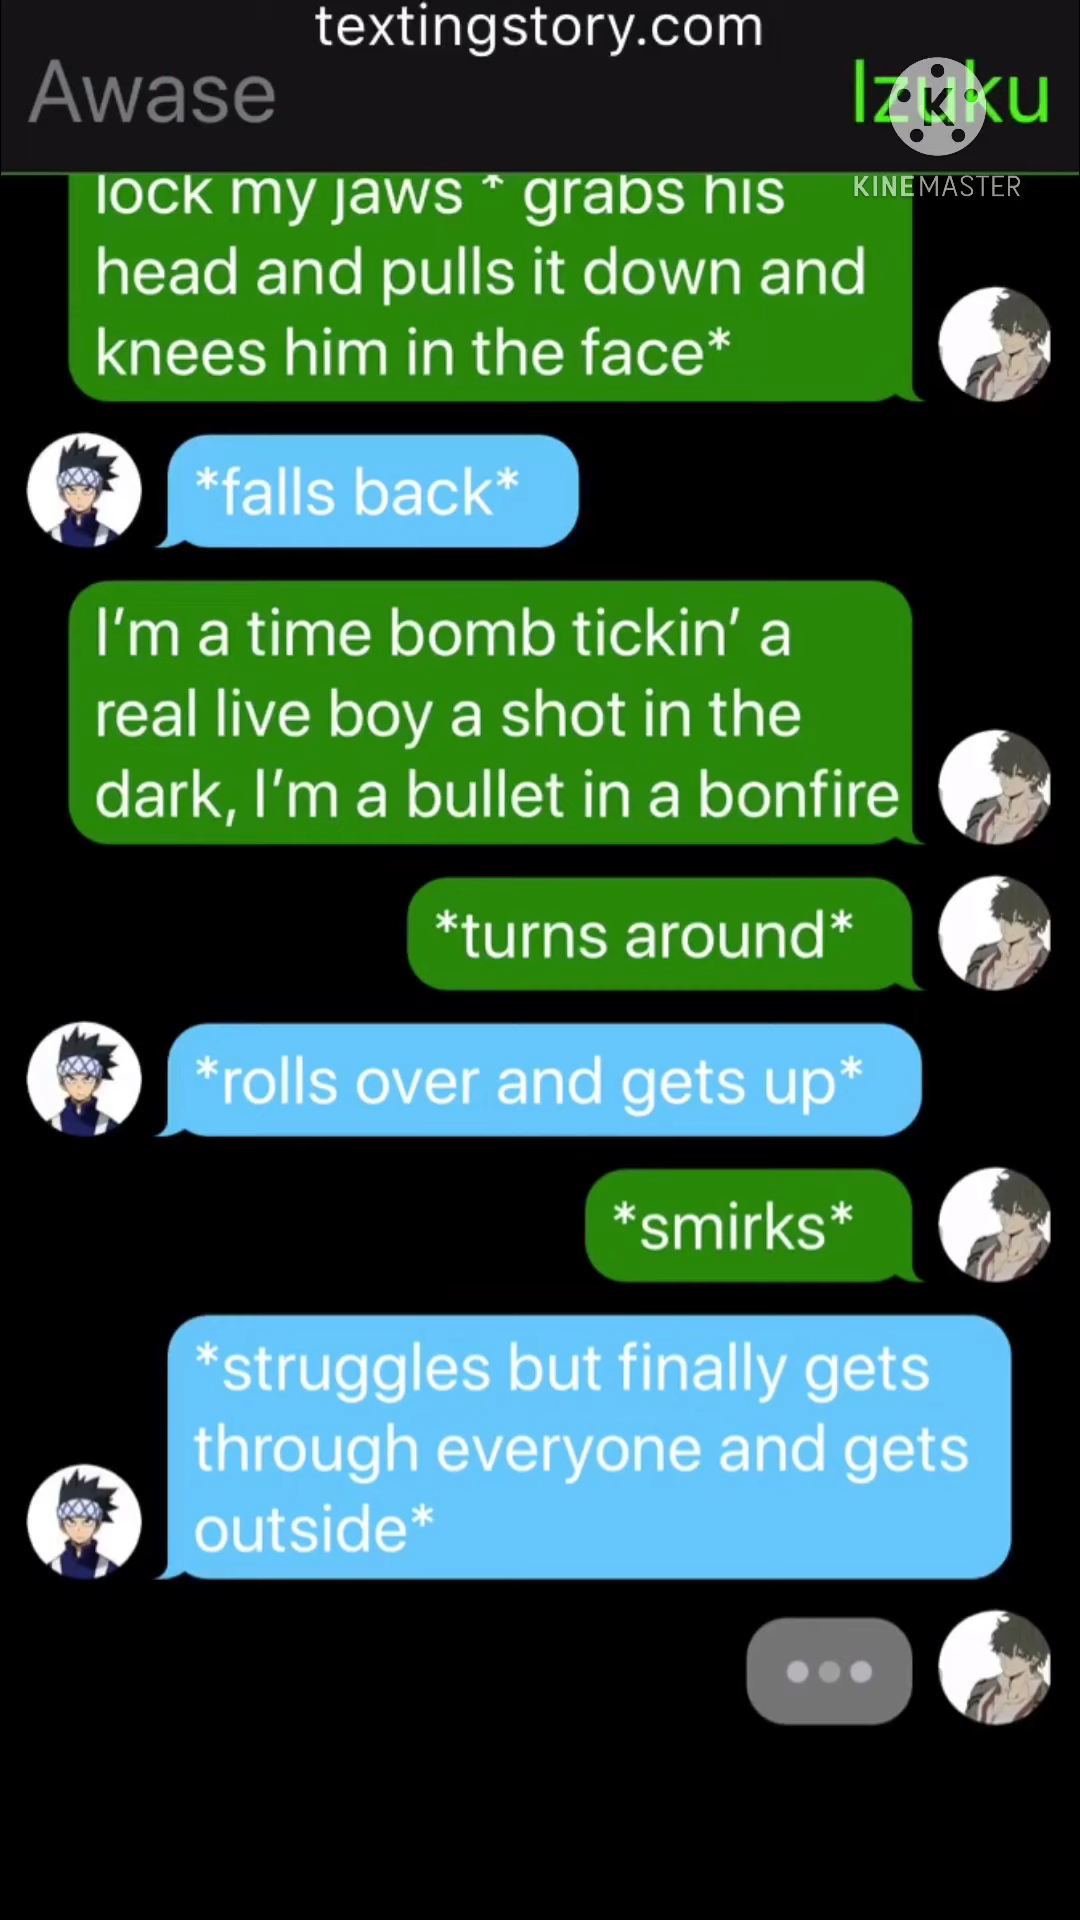 textingstory.com
Awase
Izuku
KINEMASTER
lock my jaws * grabs his
head and pulls it down and
knees him in the face*
*falls back*
I’m a time bomb tickin’ a
real live boy a shot in the
dark, I’m a bullet in a bonfire
*turns around*
*rolls over and gets up*
*smirks*
*struggles but finally gets
through everyone and gets
outside*